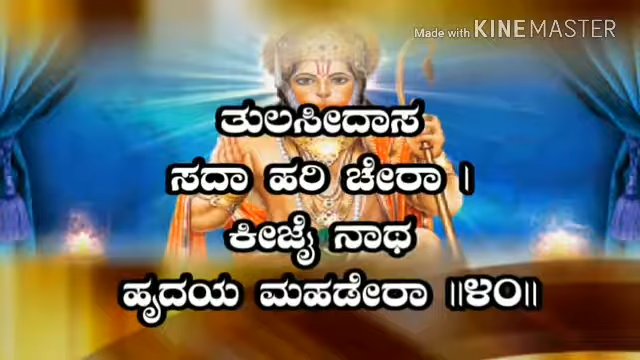 Made with KINEMASTER
ತುಲಸೀದಾಸ
ಸದಾ ಹರಿ ಚೇರಾ ।
ಕೀಜೈ ನಾಥ
ಹೃದಯ ಮಹಡೇರಾ ॥೪೦॥